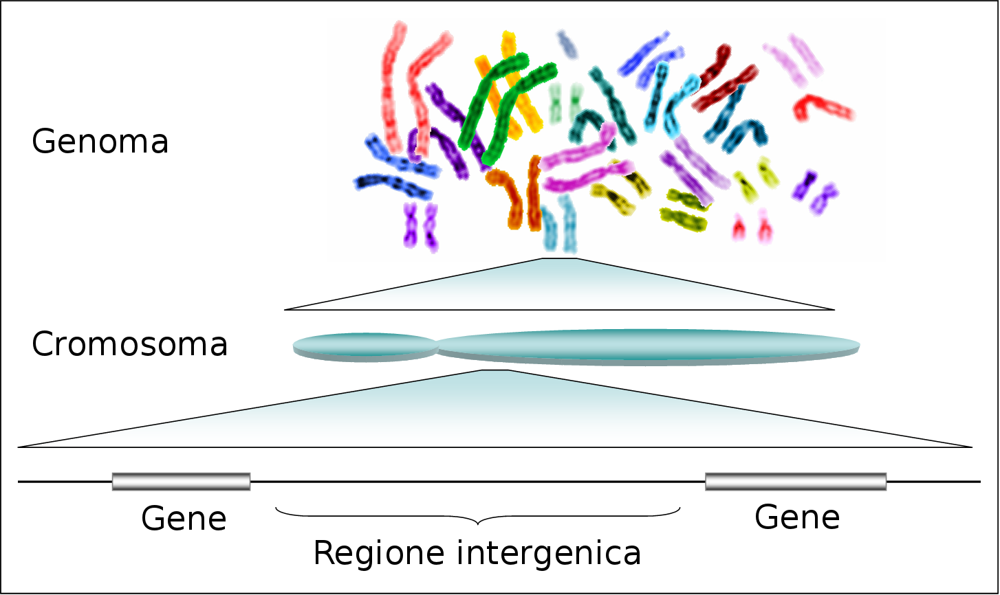 Genoma
Cromosoma
Gene
Gene
Regione intergenica